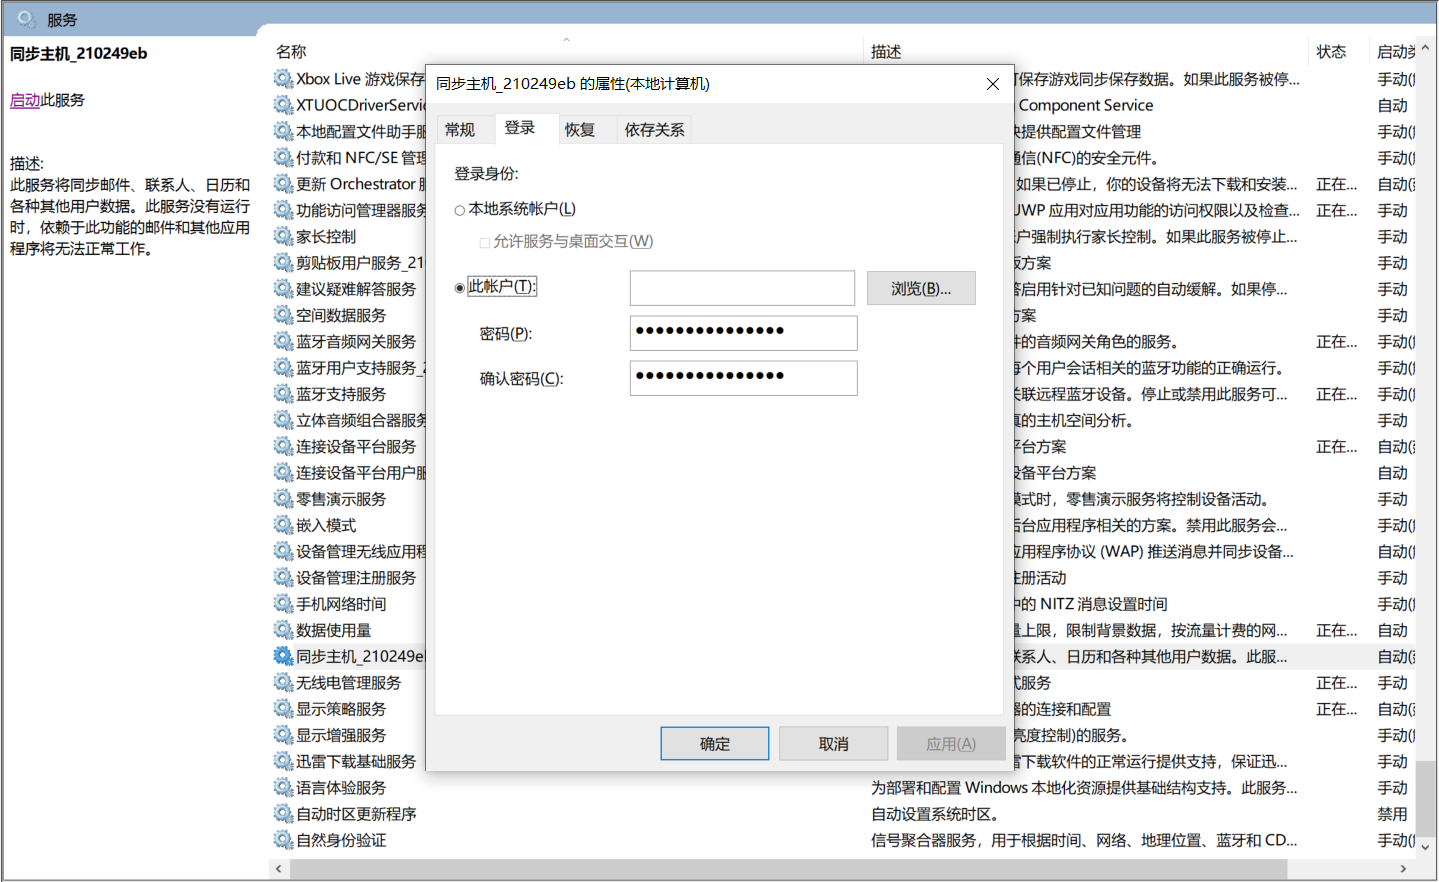 服务
同步主机_210249eb
启动此服务
描述:
此服务将同步邮件、联系人、日历和
各种其他用户数据。此服务没有运行
时，依赖于此功能的邮件和其他应用
程序将无法正常工作。
名称 描述 状态 启动类
Xbox Live 游戏保存 保存游戏同步保存数据。如果此服务被停... 手动(
XTUOCDriverServic Component Service 自动
本地配置文件助手服 提供配置文件管理 手动(
付款和 NFC/SE 管理 通信(NFC)的安全元件。 手动(
更新 Orchestrator 服 如果已停止，你的设备将无法下载和安装... 正在... 自动(
功能访问管理器服务 UWP 应用对应用功能的访问权限以及检查... 正在... 手动
家长控制 户强制执行家长控制。如果此服务被停止... 手动
剪贴板用户服务_21 板方案 手动
建议疑难解答服务 启用针对已知问题的自动缓解。如果停... 手动
空间数据服务 方案 手动
蓝牙音频网关服务 件的音频网关角色的服务。 正在... 手动(
蓝牙用户支持服务_2 每个用户会话相关的蓝牙功能的正确运行。 手动(
蓝牙支持服务 关联远程蓝牙设备。停止或禁用此服务可... 正在... 手动(
立体音频组合器服务 真的主机空间分析。 手动
连接设备平台服务 平台方案 正在... 自动(
连接设备平台用户服 设备平台方案 自动
零售演示服务 模式时，零售演示服务将控制设备活动。 手动
嵌入模式 后台应用程序相关的方案。禁用此服务会... 手动(
设备管理无线应用程 应用程序协议 (WAP) 推送消息并同步设备... 自动(
设备管理注册服务 注册活动 手动
手机网络时间 中的 NITZ 消息设置时间 手动(
数据使用量 量上限，限制背景数据，按流量计费的网... 正在... 自动
同步主机_210249eb 联系人、日历和各种其他用户数据。此服... 自动(
无线电管理服务 式服务 正在... 手动
显示策略服务 器的连接和配置 正在... 自动(
显示增强服务 亮度控制)的服务。 手动(
迅雷下载基础服务 雷下载软件的正常运行提供支持，保证迅... 手动
语言体验服务 为部署和配置 Windows 本地化资源提供基础结构支持。此服务... 手动
自动时区更新程序 自动设置系统时区。 禁用
自然身份验证 信号聚合器服务，用于根据时间、网络、地理位置、蓝牙和 CD... 手动(
同步主机_210249eb 的属性(本地计算机)
常规 登录 恢复 依存关系
登录身份:
本地系统帐户(L)
允许服务与桌面交互(W)
此帐户(T): 浏览(B)...
密码(P):
确认密码(C):
确定 取消 应用(A)